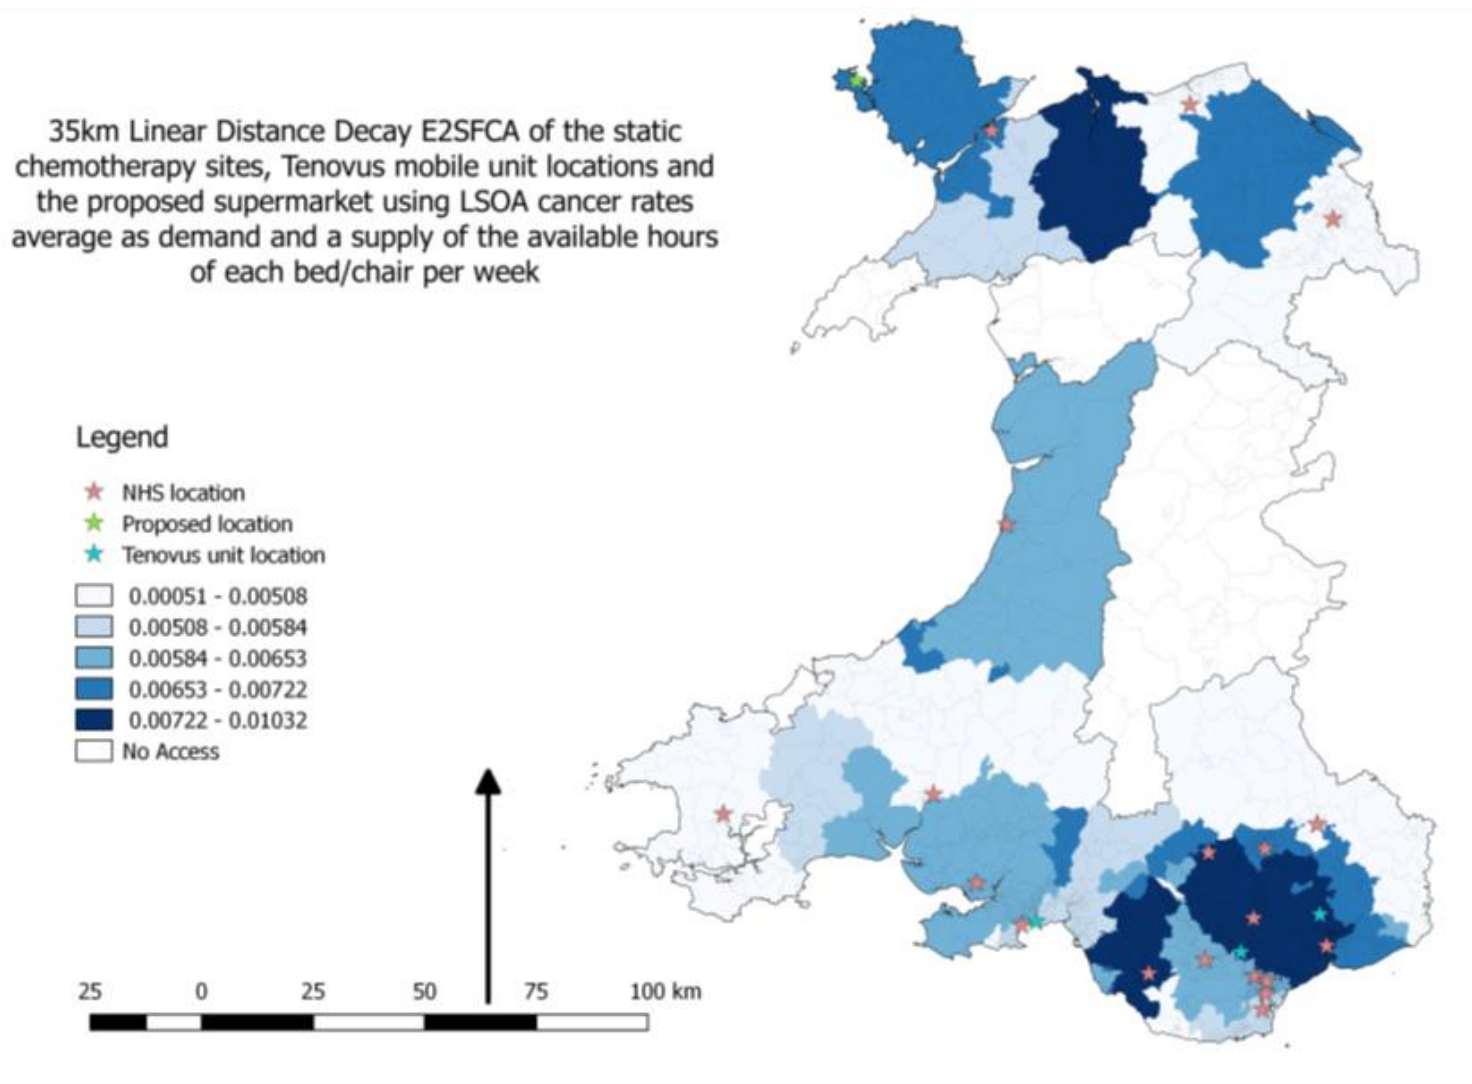 35km Linear Distance Decay E2SFCA of the static
chemotherapy sites, Tenovus mobile unit locations and
the proposed supermarket using LSOA cancer rates
average as demand and a supply of the available hours
of each bed/chair per week
Legend
NHS location
Proposed location
Tenovus unit location
0.00051 - 0.00508
0.00508 - 0.00584
0.00584 - 0.00653
0.00653 - 0.00722
0.00722 - 0.01032
No Access
25 0 25 50 75 100 km